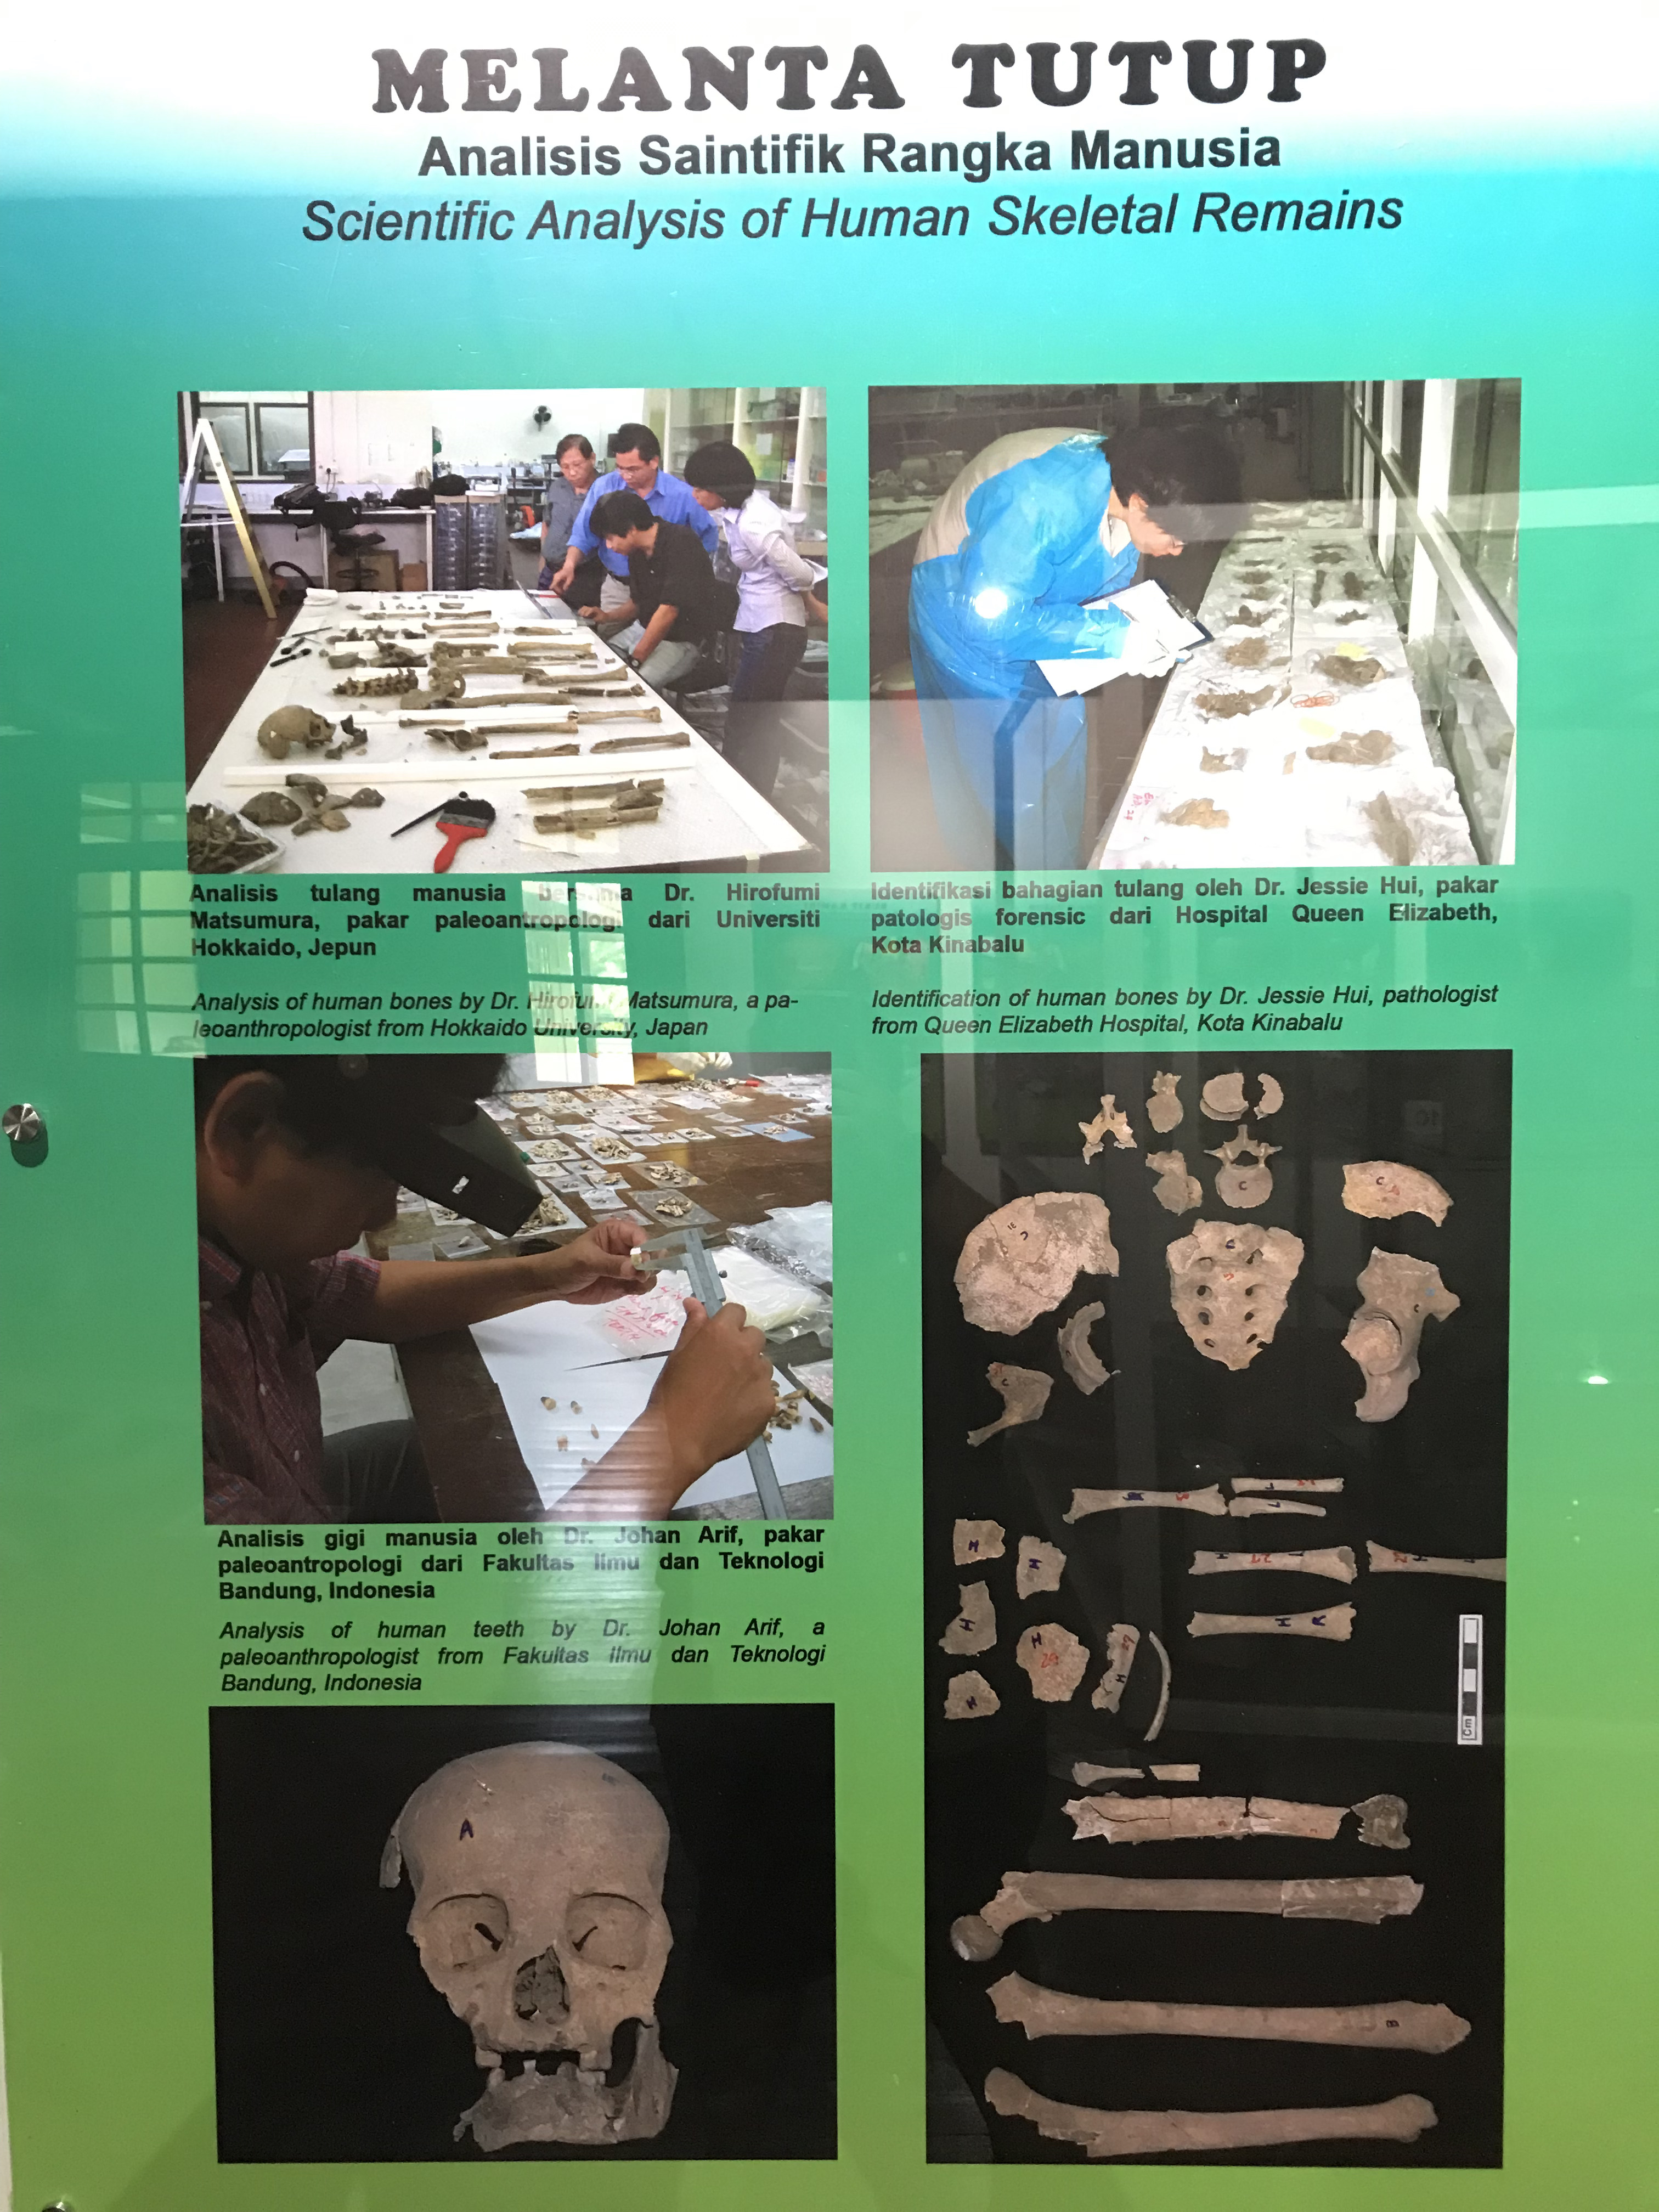 MELANTA TUTUP
Analisis Saintifik Rangka Manusia
Scientific Analysis of Human Skeletal Remains
Analisis tulang manusia bersama Dr. Hirofumi
Matsumura, pakar paleoantropologi dari Universiti
Hokkaido, Jepun
Analysis of human bones by Dr. Hirofumi Matsumura, a pa-
leoanthropologist from Hokkaido University, Japan
Identifikasi bahagian tulang oleh Dr. Jessie Hui, pakar
patologis forensic dari Hospital Queen Elizabeth,
Kota Kinabalu
Identification of human bones by Dr. Jessie Hui, pathologist
from Queen Elizabeth Hospital, Kota Kinabalu
Analisis gigi manusia oleh Dr. Johan Arif, pakar
paleoantropologi dari Fakultas Ilmu dan Teknologi
Bandung, Indonesia
Analysis of human teeth by Dr. Johan Arif, a
paleoanthropologist from Fakultas Ilmu dan Teknologi
Bandung, Indonesia
A
C
C
H
H
H
H
H R
Cm
B